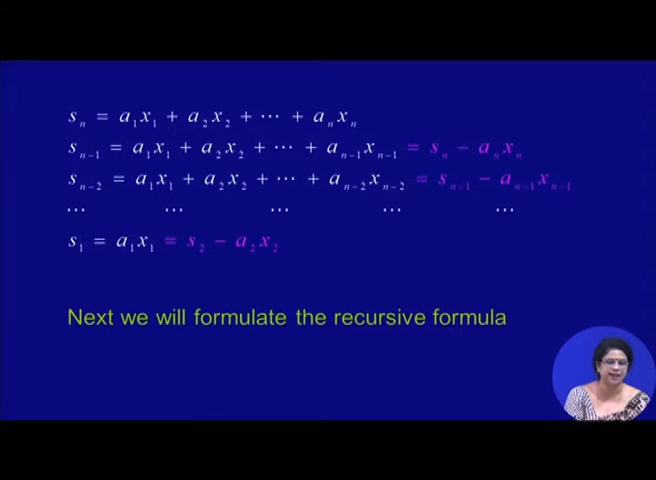 sₙ = a₁x₁ + a₂x₂ + ⋯ + aₙxₙ
sₙ₋₁ = a₁x₁ + a₂x₂ + ⋯ + aₙ₋₁xₙ₋₁ = sₙ − aₙxₙ
sₙ₋₂ = a₁x₁ + a₂x₂ + ⋯ + aₙ₋₂xₙ₋₂ = sₙ₋₁ − aₙ₋₁xₙ₋₁
⋯ ⋯ ⋯ ⋯ ⋯
s₁ = a₁x₁ = s₂ − a₂x₂
Next we will formulate the recursive formula